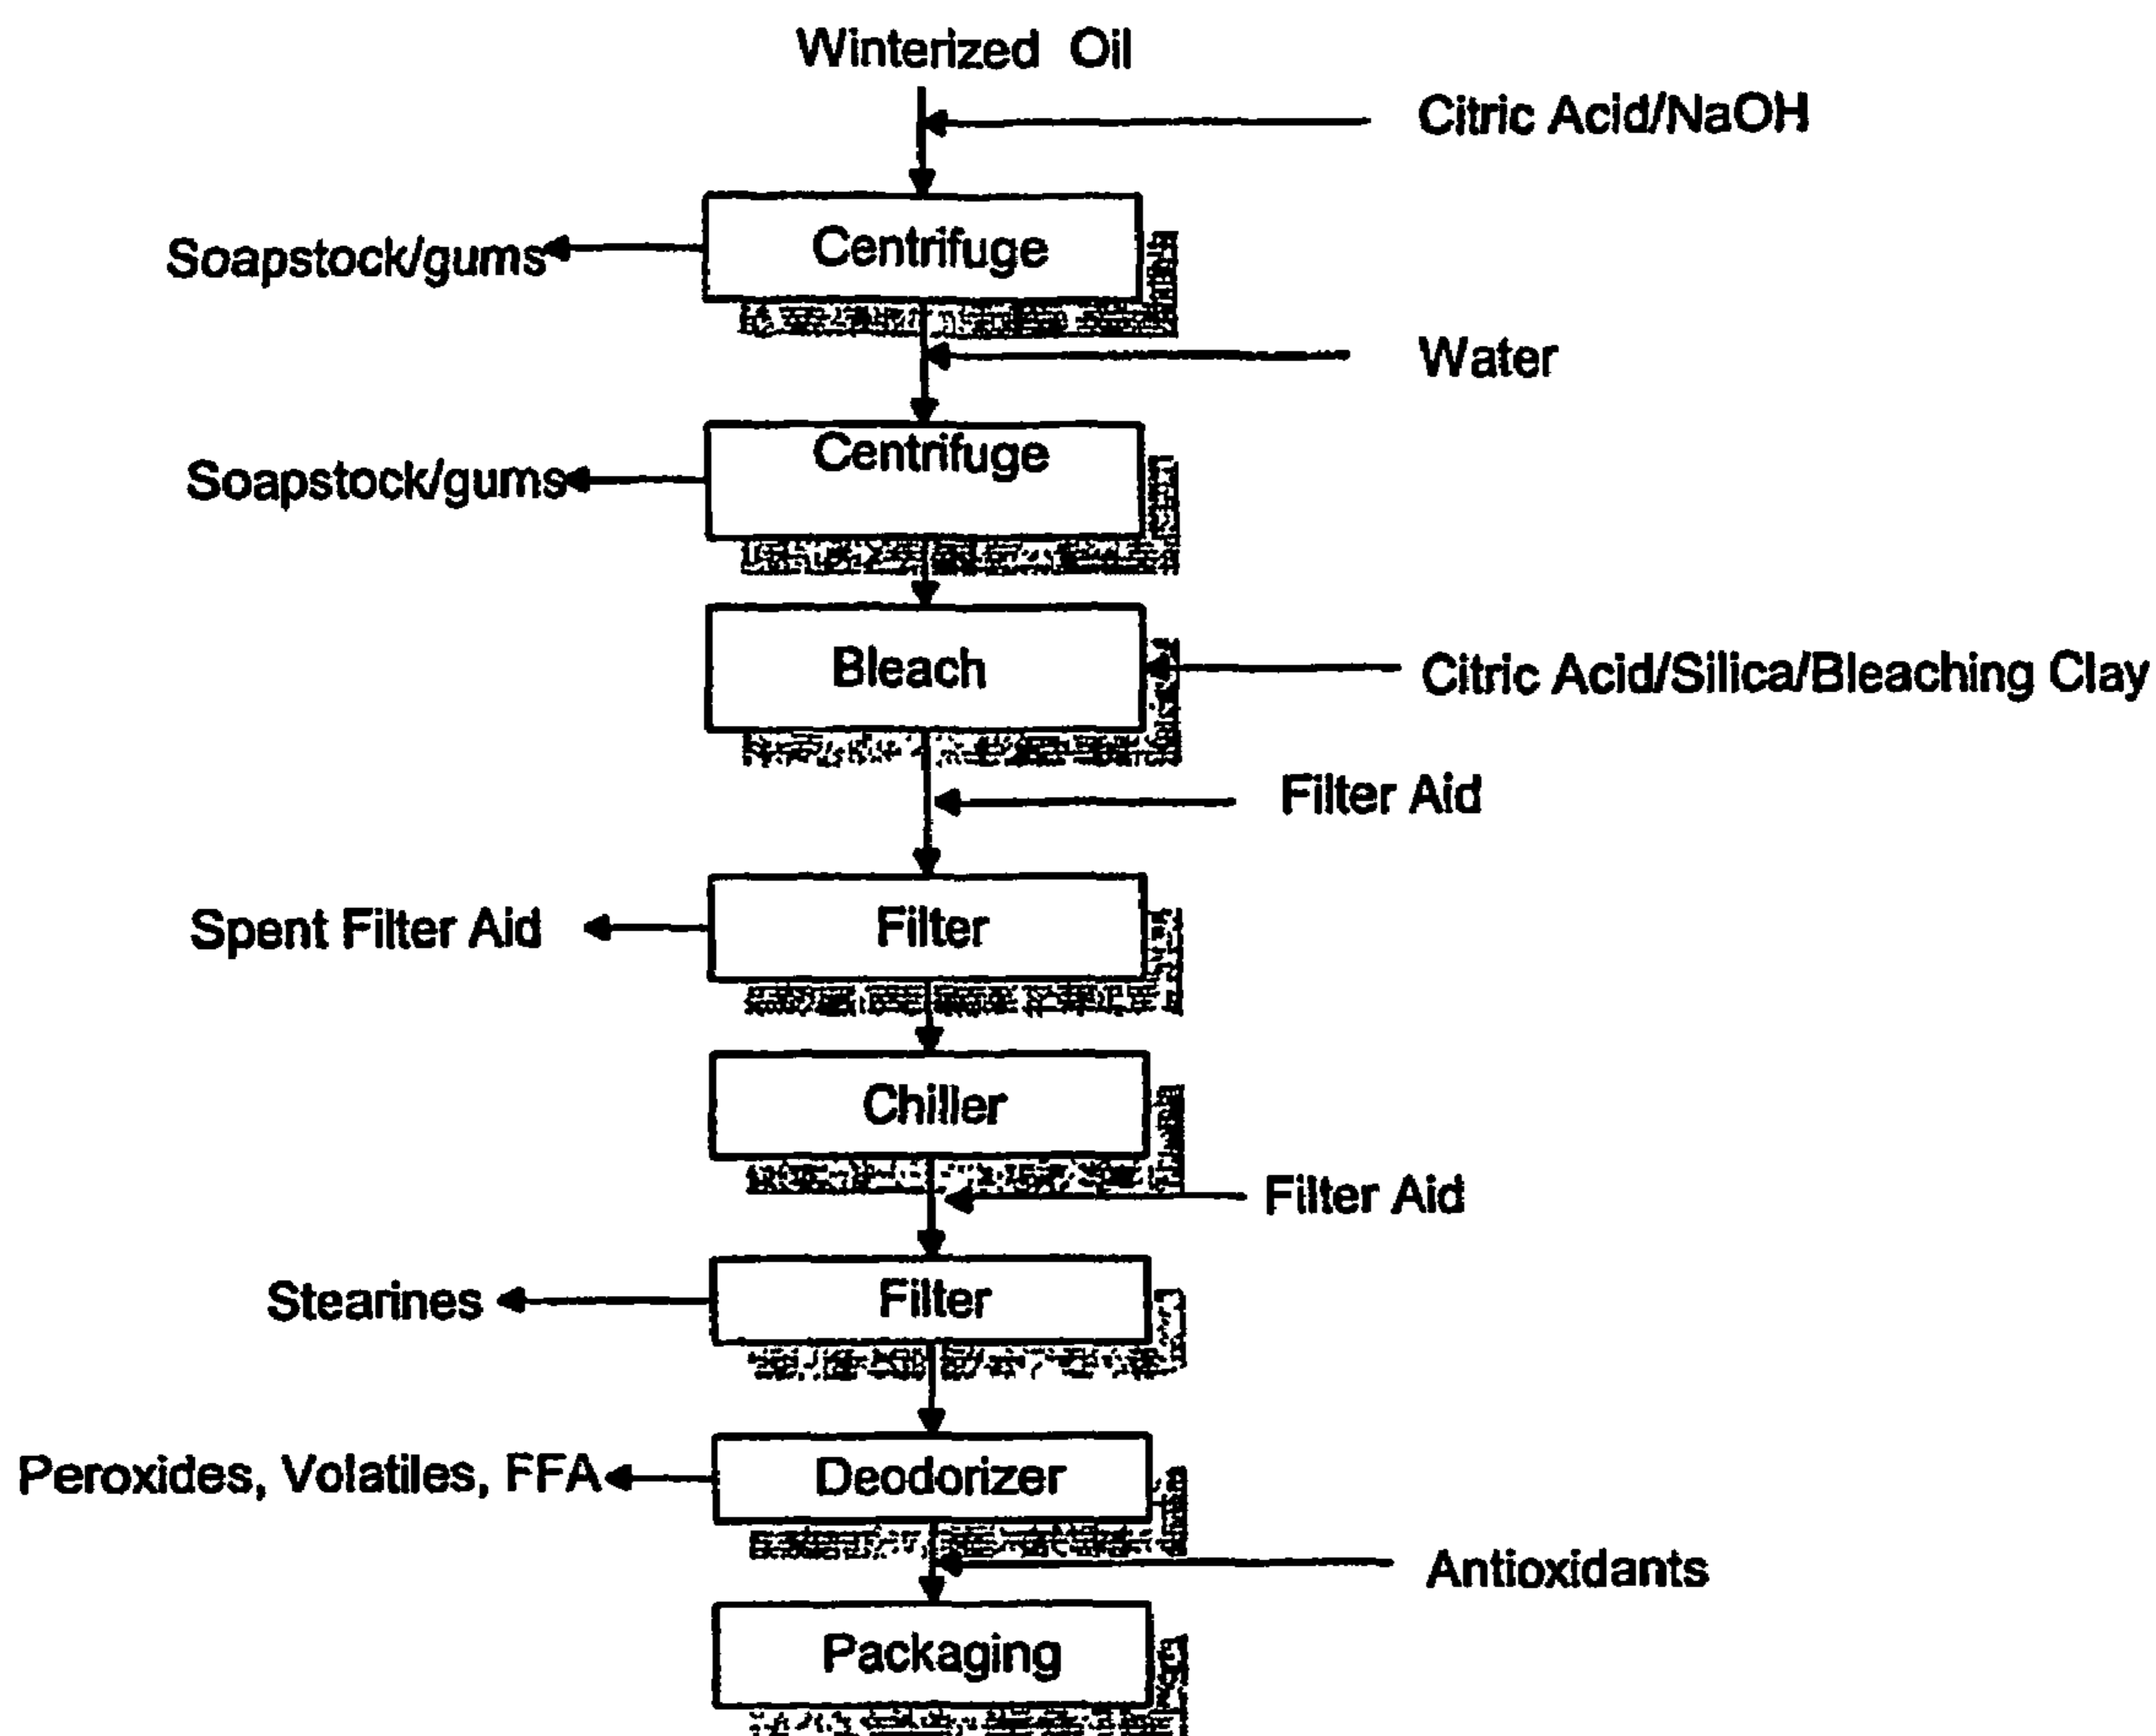 Winterized Oil
Citric Acid/NaOH
Centrifuge
Soapstock/gums
Water
Centrifuge
Soapstock/gums
Bleach
Citric Acid/Silica/Bleaching Clay
Filter Aid
Spent Filter Aid
Filter
Chiller
Filter Aid
Stearines
Filter
Peroxides, Volatiles, FFA
Deodorizer
Antioxidants
Packaging